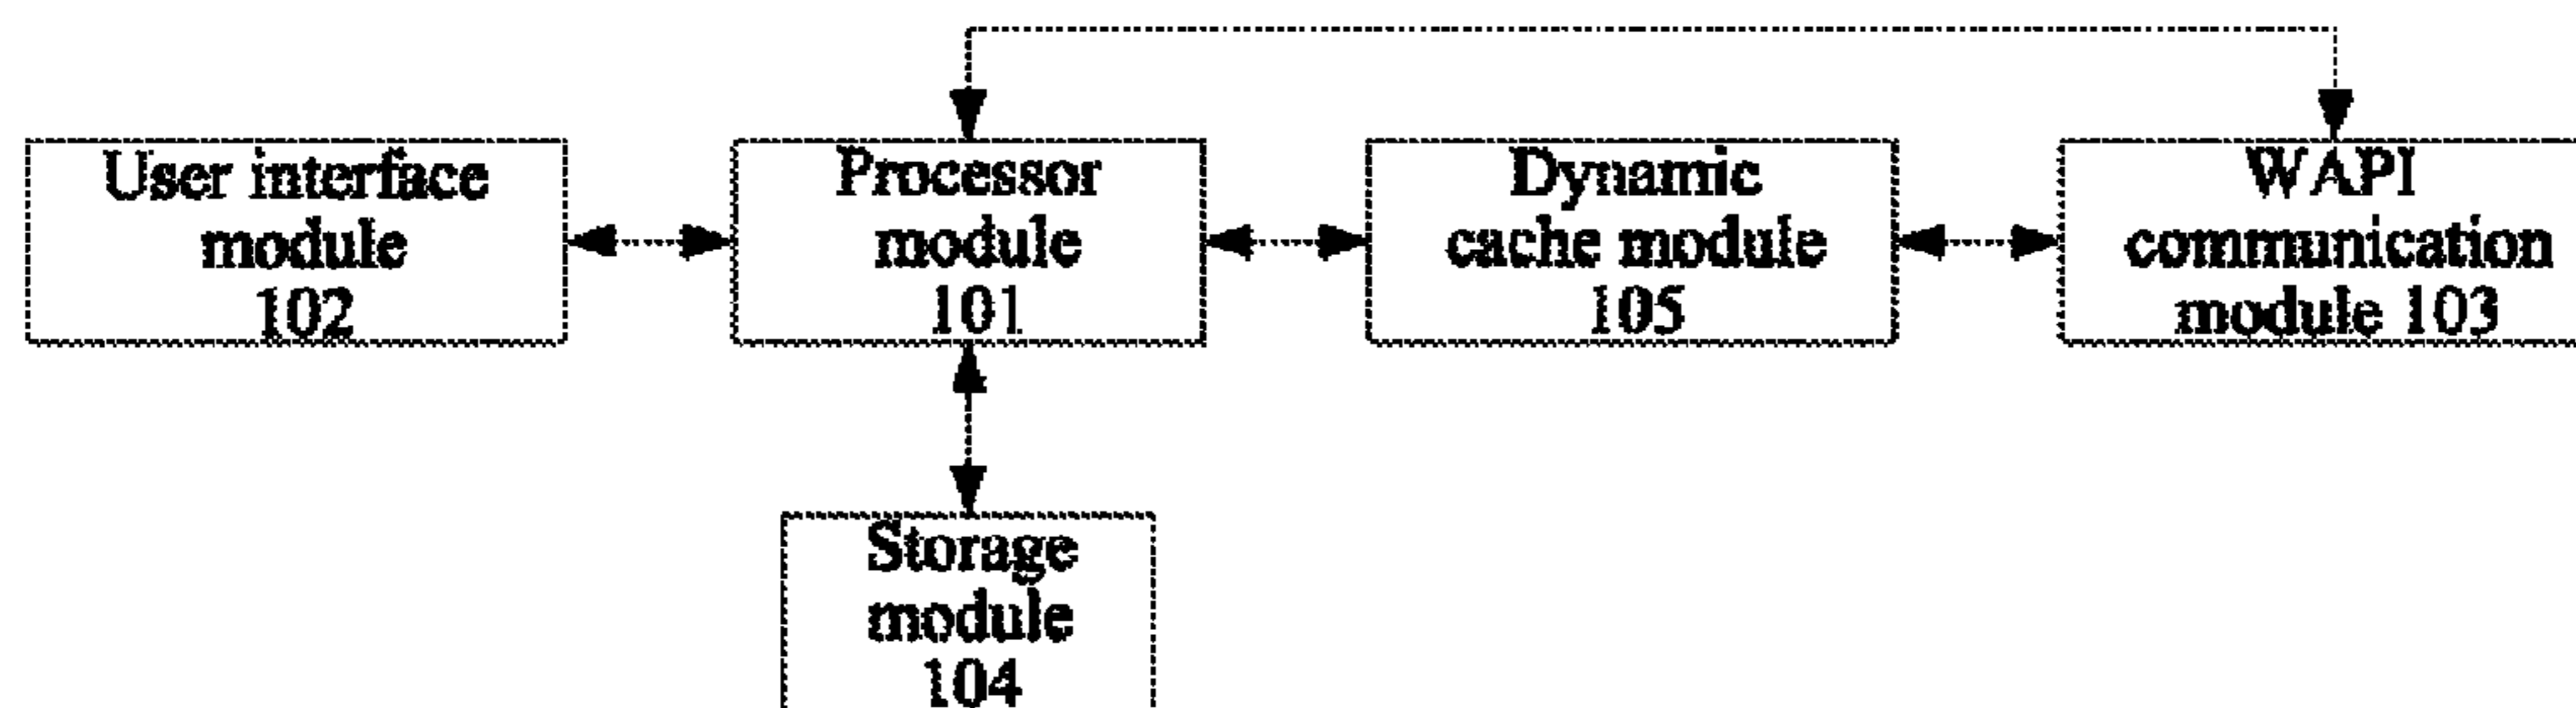 User interface
module
102
Processor
module
101
Dynamic
cache module
105
WAPI
communication
module 103
Storage
module
104